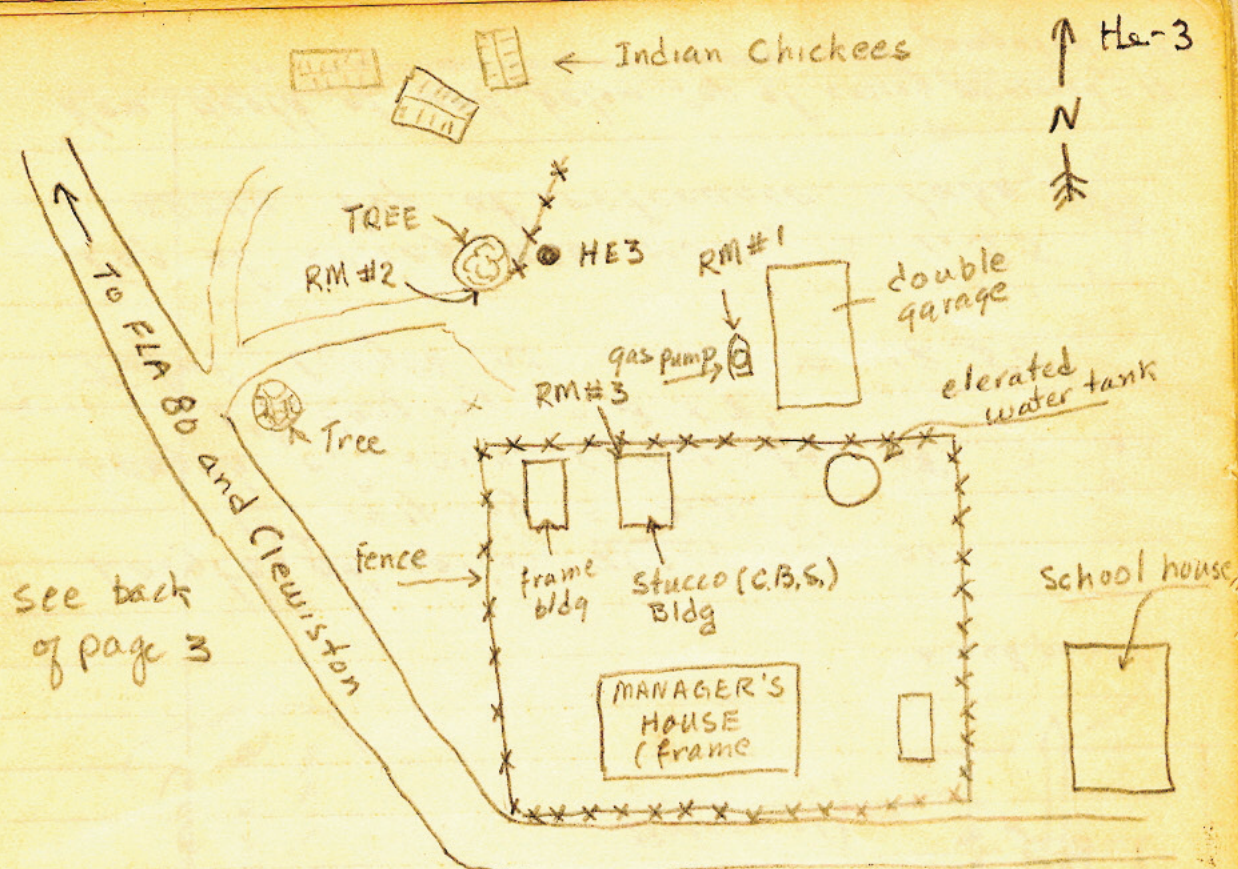 He-3
Indian Chickees
N
TREE
HE3
RM #2
RM #1
double
garage
gas pump
RM #3
elerated
water tank
Tree
To FLA 80 and Clewiston
Fence
frame
bldg
Stucco (C.B.S.)
Bldg
School house
see back
of page 3
MANAGER'S
HOUSE
(frame